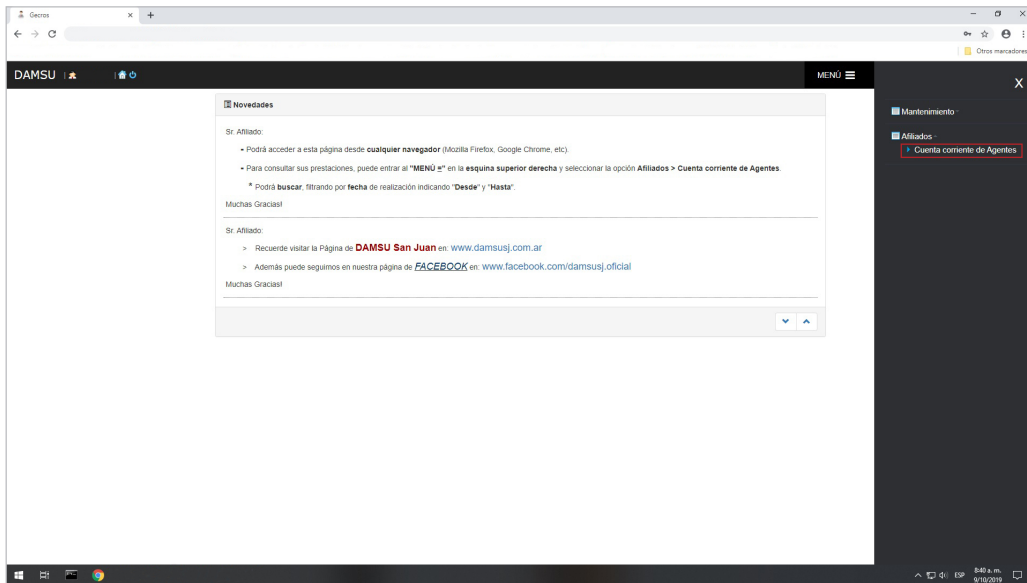 Gecros
Otros marcadores
DAMSU
MENÚ
X
Novedades
Mantenimiento
Sr. Afiliado:
Afiliados
Podrá acceder a esta página desde cualquier navegador (Mozilla Firefox, Google Chrome, etc).
Cuenta corriente de Agentes
Para consultar sus prestaciones, puede entrar al "MENÚ ≡" en la esquina superior derecha y seleccionar la opción Afiliados > Cuenta corriente de Agentes.
* Podrá buscar, filtrando por fecha de realización indicando "Desde" y "Hasta".
Muchas Gracias!
Sr. Afiliado:
> Recuerde visitar la Página de DAMSU San Juan en: www.damsusj.com.ar
> Además puede seguirnos en nuestra página de FACEBOOK en: www.facebook.com/damsusj.oficial
Muchas Gracias!
ESP
8:40 a. m.
9/10/2019